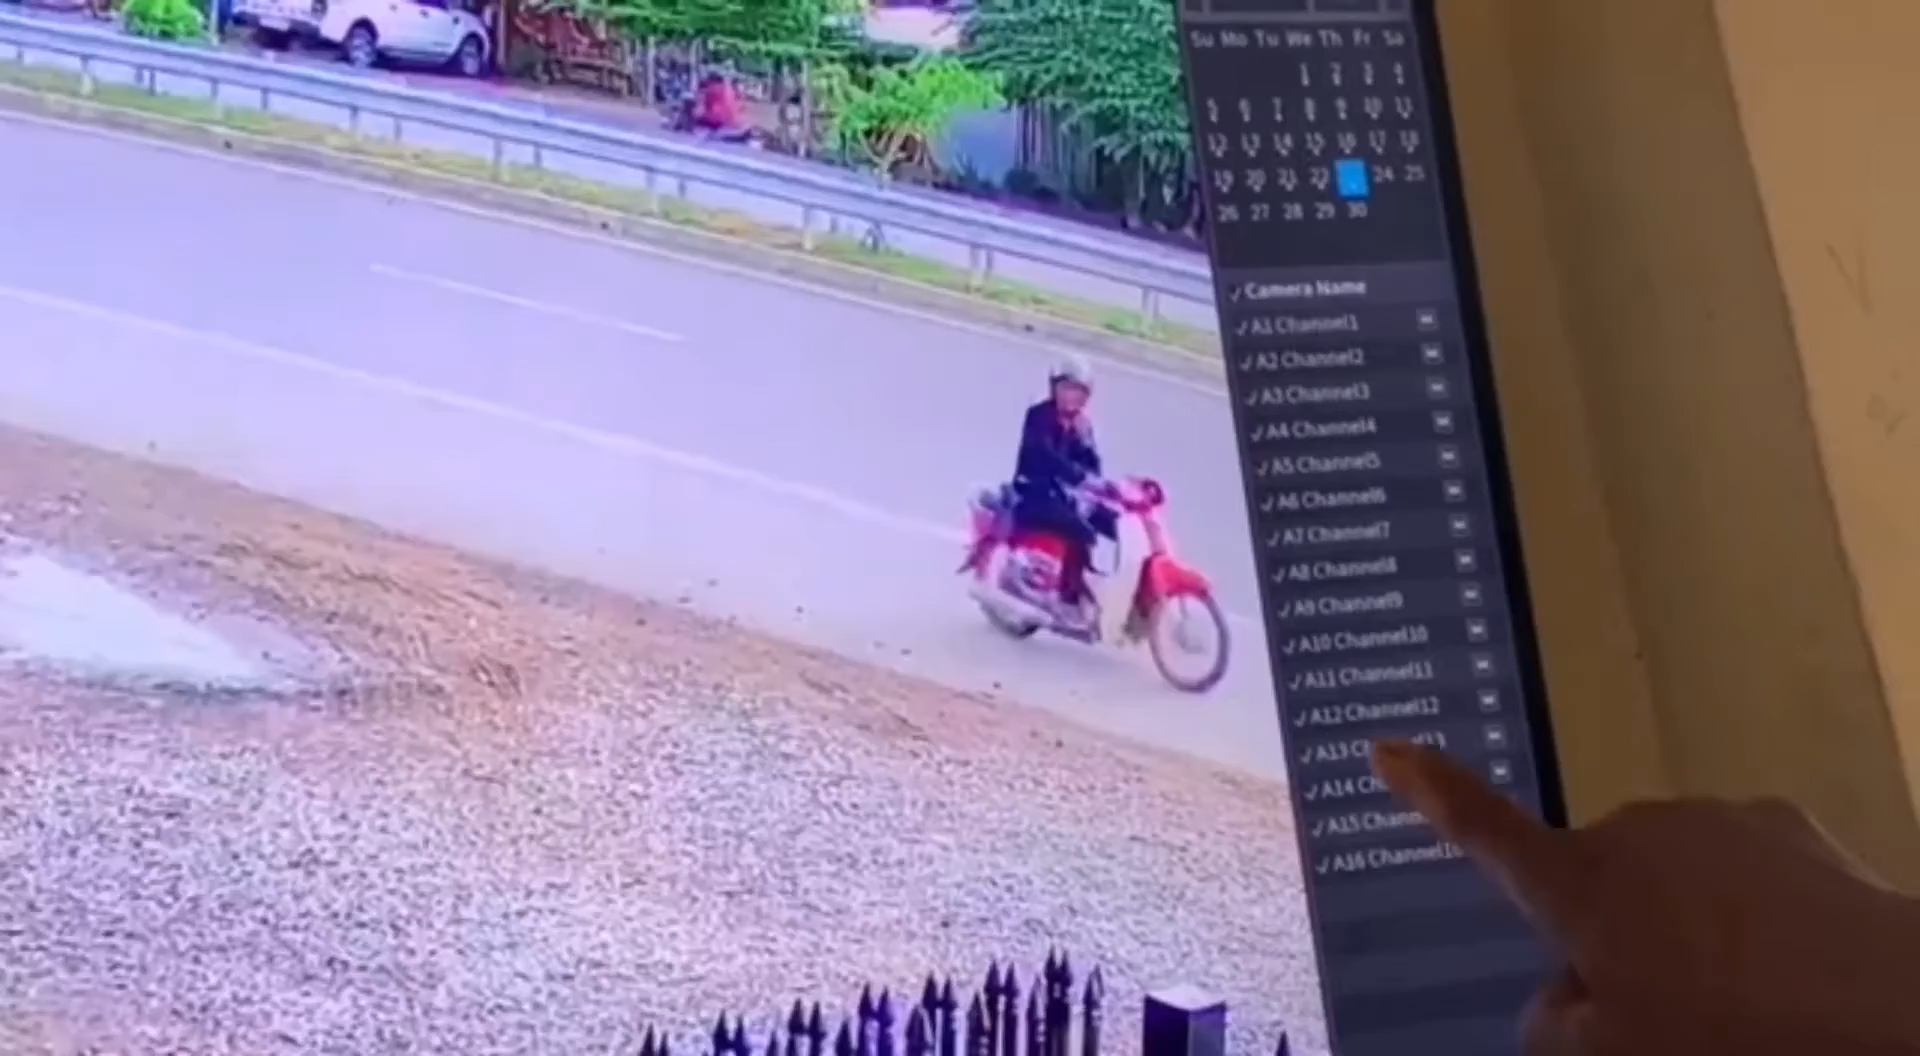 Su Mo Tu We Th Fr Sa
1 2 3 4
5 6 7 8 9 10 11
12 13 14 15 16 17 18
19 20 21 22 24 25
26 27 28 29 30
✓ Camera Name
✓ A1 Channel1
✓ A2 Channel2
✓ A3 Channel3
✓ A4 Channel4
✓ A5 Channel5
✓ A6 Channel6
✓ A7 Channel7
✓ A8 Channel8
✓ A9 Channel9
✓ A10 Channel10
✓ A11 Channel11
✓ A12 Channel12
✓ A13
✓ A14
✓ A15
✓ A16